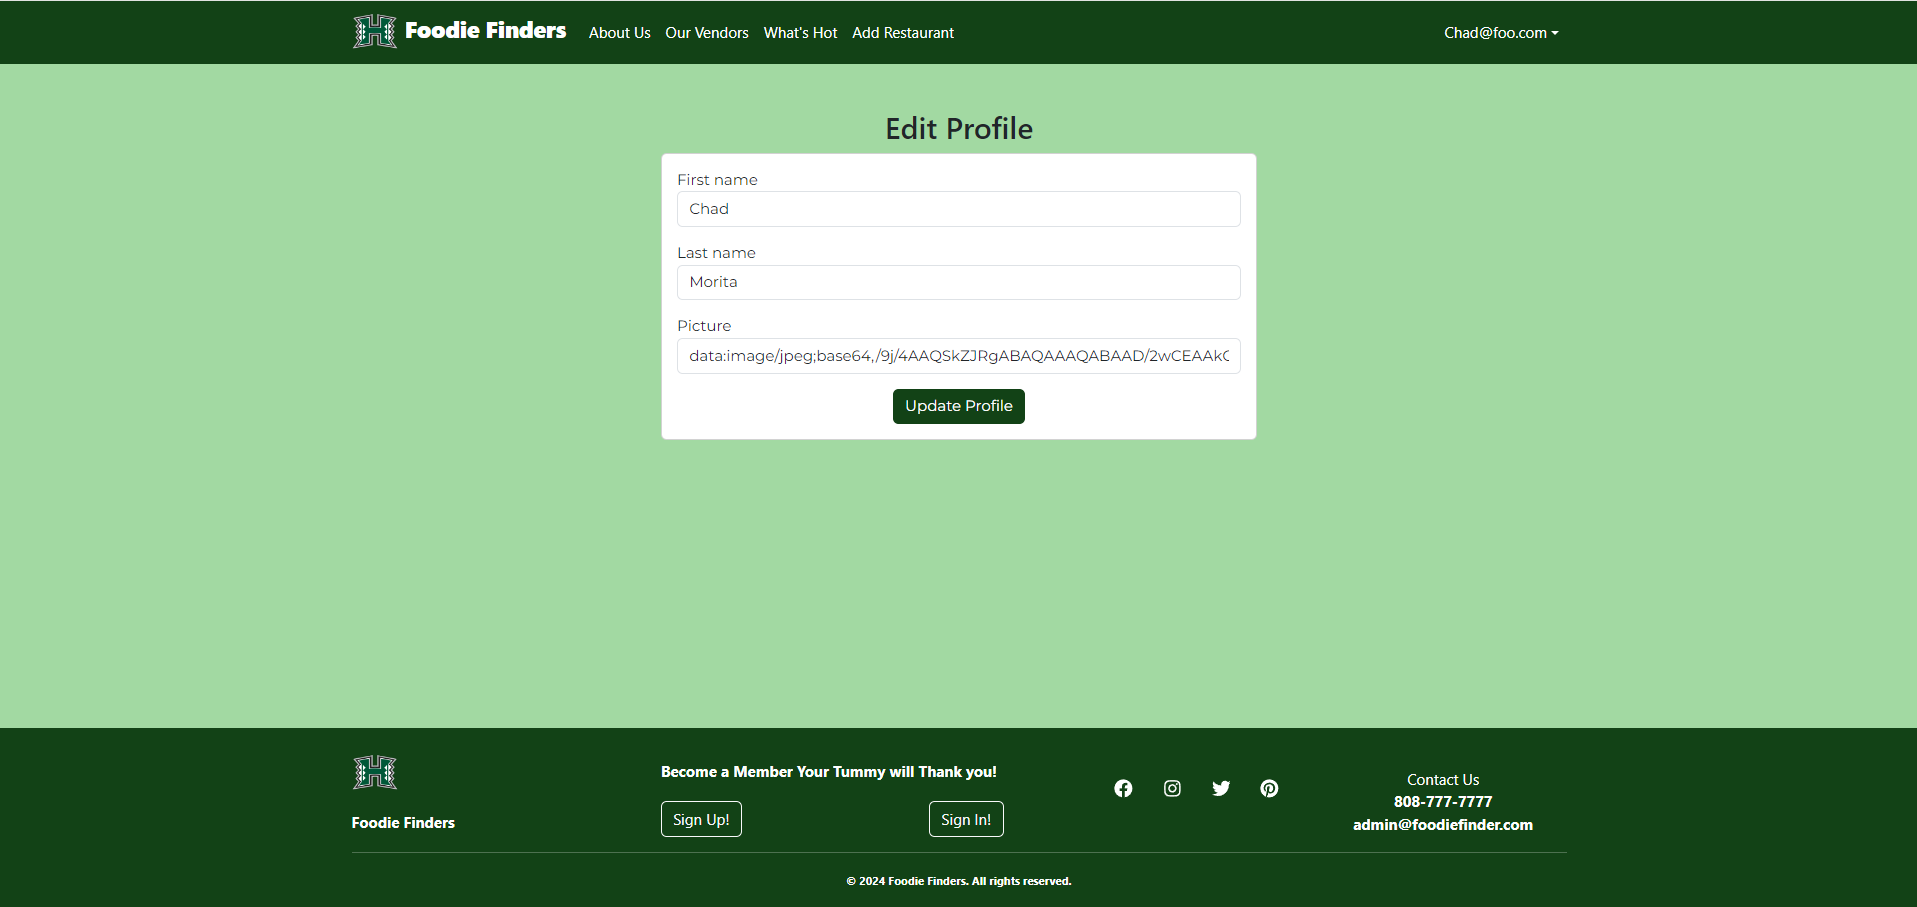 Foodie Finders About Us Our Vendors What's Hot Add Restaurant Chad@foo.com
Edit Profile
First name
Chad
Last name
Morita
Picture
data:image/jpeg;base64,/9j/4AAQSkZJRgABAQAAAQABAAD/2wCEAAkG
Update Profile
Become a Member Your Tummy will Thank you!
Sign Up! Sign In!
Foodie Finders
Contact Us
808-777-7777
admin@foodiefinder.com
© 2024 Foodie Finders. All rights reserved.